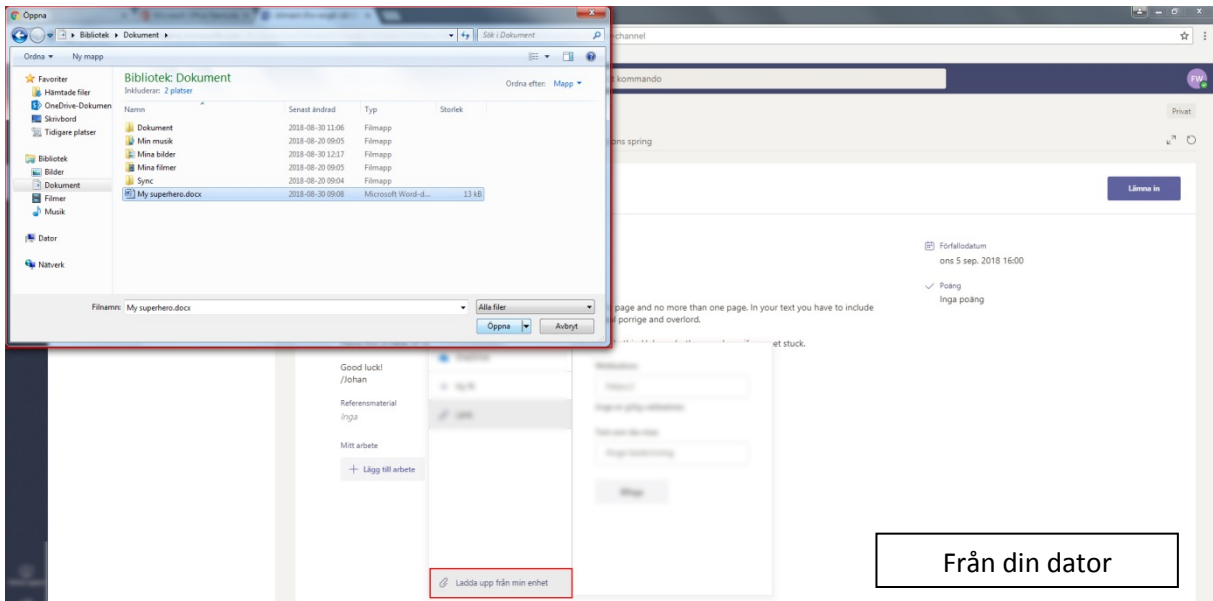 Öppna
Bibliotek ▸ Dokument ▸
Sök i Dokument
channel
Ordna
Ny mapp
t kommando
FW
Favoriter
Hämtade filer
OneDrive-Dokumen
Skrivbord
Tidigare platser
Bibliotek
Bilder
Dokument
Filmer
Musik
Dator
Nätverk
Bibliotek: Dokument
Inkluderar: 2 platser
Ordna efter: Mapp
Namn Senast ändrad Typ Storlek
Dokument 2018-08-30 11:06 Filmapp
Min musik 2018-08-20 09:05 Filmapp
Mina bilder 2018-08-30 12:17 Filmapp
Mina filmer 2018-08-20 09:05 Filmapp
Sync 2018-08-20 09:04 Filmapp
My superhero.docx 2018-08-30 09:08 Microsoft Word-d... 13 kB
Filnamn: My superhero.docx
Alla filer
Öppna
Avbryt
Privat
ons spring
Lämna in
Förfallodatum
ons 5 sep. 2018 16:00
Poäng
Inga poäng
page and no more than one page. In your text you have to include
porrige and overlord.
et stuck.
Good luck!
/Johan
Referensmaterial
Inga
Mitt arbete
+ Lägg till arbete
Ladda upp från min enhet
Från din dator